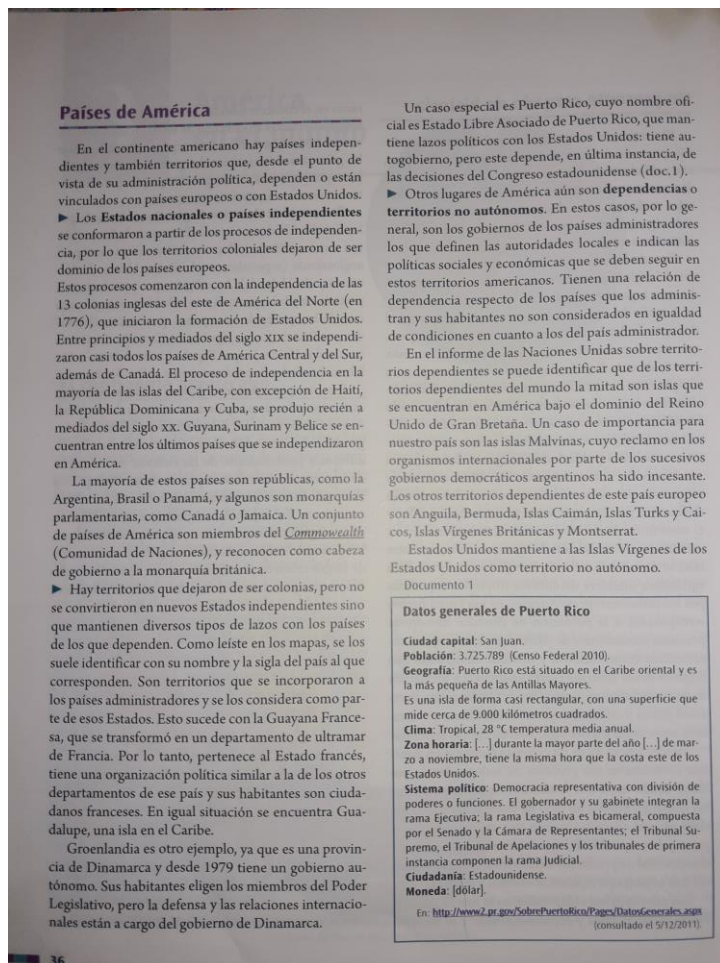 Países de América
En el continente americano hay países indepen-
dientes y también territorios que, desde el punto de
vista de su administración política, dependen o están
vinculados con países europeos o con Estados Unidos.
► Los Estados nacionales o países independientes
se conformaron a partir de los procesos de independen-
cia, por lo que los territorios coloniales dejaron de ser
dominio de los países europeos.
Estos procesos comenzaron con la independencia de las
13 colonias inglesas del este de América del Norte (en
1776), que iniciaron la formación de Estados Unidos.
Entre principios y mediados del siglo XIX se independi-
zaron casi todos los países de América Central y del Sur,
además de Canadá. El proceso de independencia en la
mayoría de las islas del Caribe, con excepción de Haití,
la República Dominicana y Cuba, se produjo recién a
mediados del siglo XX. Guyana, Surinam y Belice se en-
cuentran entre los últimos países que se independizaron
en América.
La mayoría de estos países son repúblicas, como la
Argentina, Brasil o Panamá, y algunos son monarquías
parlamentarias, como Canadá o Jamaica. Un conjunto
de países de América son miembros del Commowealth
(Comunidad de Naciones), y reconocen como cabeza
de gobierno a la monarquía británica.
► Hay territorios que dejaron de ser colonias, pero no
se convirtieron en nuevos Estados independientes sino
que mantienen diversos tipos de lazos con los países
de los que dependen. Como leíste en los mapas, se los
suele identificar con su nombre y la sigla del país al que
corresponden. Son territorios que se incorporaron a
los países administradores y se los considera como par-
te de esos Estados. Esto sucede con la Guayana France-
sa, que se transformó en un departamento de ultramar
de Francia. Por lo tanto, pertenece al Estado francés,
tiene una organización política similar a la de los otros
departamentos de ese país y sus habitantes son ciuda-
danos franceses. En igual situación se encuentra Gua-
dalupe, una isla en el Caribe.
Groenlandia es otro ejemplo, ya que es una provin-
cia de Dinamarca y desde 1979 tiene un gobierno au-
tónomo. Sus habitantes eligen los miembros del Poder
Legislativo, pero la defensa y las relaciones internacio-
nales están a cargo del gobierno de Dinamarca.
36
Un caso especial es Puerto Rico, cuyo nombre ofi-
cial es Estado Libre Asociado de Puerto Rico, que man-
tiene lazos políticos con los Estados Unidos: tiene au-
togobierno, pero este depende, en última instancia, de
las decisiones del Congreso estadounidense (doc.1).
► Otros lugares de América aún son dependencias o
territorios no autónomos. En estos casos, por lo ge-
neral, son los gobiernos de los países administradores
los que definen las autoridades locales e indican las
políticas sociales y económicas que se deben seguir en
estos territorios americanos. Tienen una relación de
dependencia respecto de los países que los adminis-
tran y sus habitantes no son considerados en igualdad
de condiciones en cuanto a los del país administrador.
En el informe de las Naciones Unidas sobre territo-
rios dependientes se puede identificar que de los terri-
torios dependientes del mundo la mitad son islas que
se encuentran en América bajo el dominio del Reino
Unido de Gran Bretaña. Un caso de importancia para
nuestro país son las islas Malvinas, cuyo reclamo en los
organismos internacionales por parte de los sucesivos
gobiernos democráticos argentinos ha sido incesante.
Los otros territorios dependientes de este país europeo
son Anguila, Bermuda, Islas Caimán, Islas Turks y Cai-
cos, Islas Vírgenes Británicas y Montserrat.
Estados Unidos mantiene a las Islas Vírgenes de los
Estados Unidos como territorio no autónomo.
Documento 1
Datos generales de Puerto Rico
Ciudad capital: San Juan.
Población: 3.725.789 (Censo Federal 2010).
Geografía: Puerto Rico está situado en el Caribe oriental y es
la más pequeña de las Antillas Mayores.
Es una isla de forma casi rectangular, con una superficie que
mide cerca de 9.000 kilómetros cuadrados.
Clima: Tropical, 28 °C temperatura media anual.
Zona horaria: [...] durante la mayor parte del año [...] de mar-
zo a noviembre, tiene la misma hora que la costa este de los
Estados Unidos.
Sistema político: Democracia representativa con división de
poderes o funciones. El gobernador y su gabinete integran la
rama Ejecutiva; la rama Legislativa es bicameral, compuesta
por el Senado y la Cámara de Representantes; el Tribunal Su-
premo, el Tribunal de Apelaciones y los tribunales de primera
instancia componen la rama Judicial.
Ciudadanía: Estadounidense.
Moneda: [dólar].
En: http://www2.pr.gov/SobrePuertoRico/Pages/DatosGenerales.aspx
(consultado el 5/12/2011).